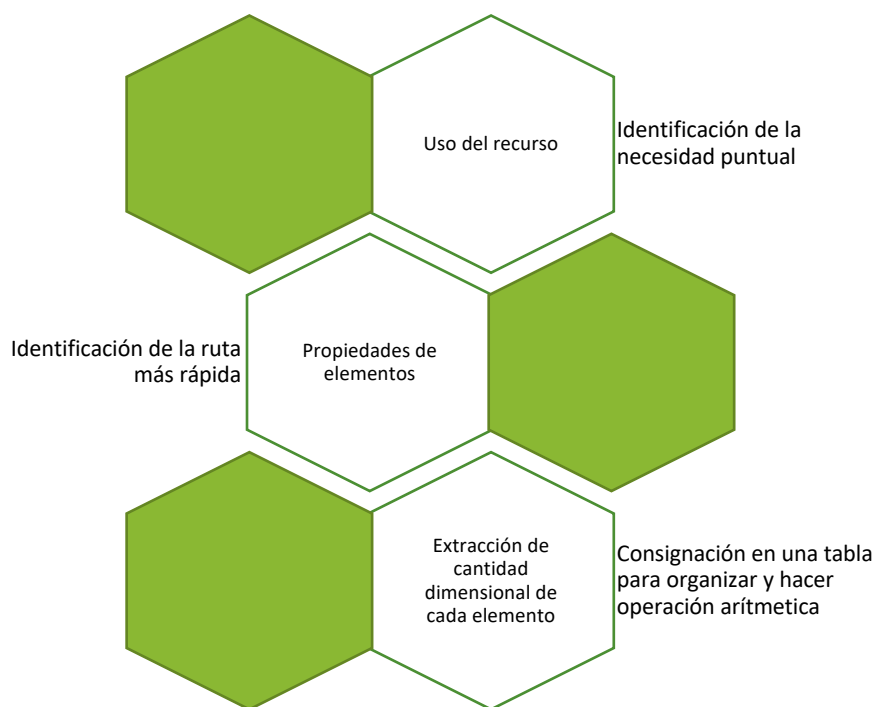 Uso del recurso
Identificación de la
necesidad puntual
Identificación de la ruta
más rápida
Propiedades de
elementos
Extracción de
cantidad
dimensional de
cada elemento
Consignación en una tabla
para organizar y hacer
operación arítmetica